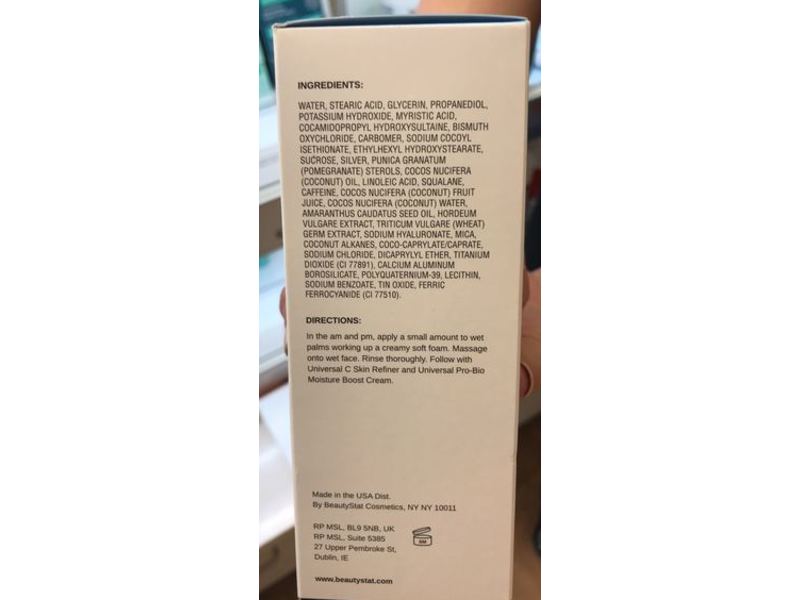 INGREDIENTS:
WATER, STEARIC ACID, GLYCERIN, PROPANEDIOL,
POTASSIUM HYDROXIDE, MYRISTIC ACID,
COCAMIDOPROPYL HYDROXYSULTAINE, BISMUTH
OXYCHLORIDE, CARBOMER, SODIUM COCOYL
ISETHIONATE, ETHYLHEXYL HYDROXYSTEARATE,
SUCROSE, SILVER, PUNICA GRANATUM
(POMEGRANATE) STEROLS, COCOS NUCIFERA
(COCONUT) OIL, LINOLEIC ACID, SQUALANE,
CAFFEINE, COCOS NUCIFERA (COCONUT) FRUIT
JUICE, COCOS NUCIFERA (COCONUT) WATER,
AMARANTHUS CAUDATUS SEED OIL, HORDEUM
VULGARE EXTRACT, TRITICUM VULGARE (WHEAT)
GERM EXTRACT, SODIUM HYALURONATE, MICA,
COCONUT ALKANES, COCO-CAPRYLATE/CAPRATE,
SODIUM CHLORIDE, DICAPRYLYL ETHER, TITANIUM
DIOXIDE (CI 77891), CALCIUM ALUMINUM
BOROSILICATE, POLYQUATERNIUM-39, LECITHIN,
SODIUM BENZOATE, TIN OXIDE, FERRIC
FERROCYANIDE (CI 77510).
DIRECTIONS:
In the am and pm, apply a small amount to wet
palms working up a creamy soft foam. Massage
onto wet face. Rinse thoroughly. Follow with
Universal C Skin Refiner and Universal Pro-Bio
Moisture Boost Cream.
Made in the USA Dist.
By BeautyStat Cosmetics, NY NY 10011
RP MSL, BL9 5NB, UK
RP MSL, Suite 5385
27 Upper Pembroke St,
Dublin, IE
www.beautystat.com